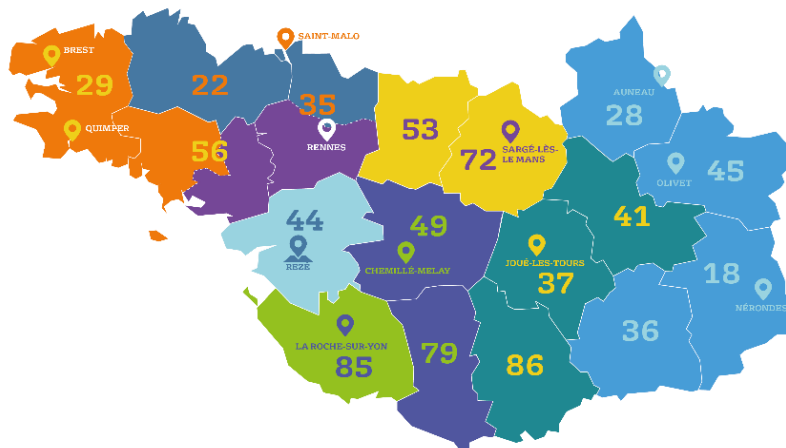 SAINT-MALO
BREST
29
22
35
AUNEAU
28
QUIMPER
56
RENNES
53
72
SARGÉ-LÈS-
LE MANS
OLIVET
45
44
REZÉ
49
CHEMILLÉ-MELAY
41
JOUÉ-LES-TOURS
37
18
NÉRONDES
LA ROCHE-SUR-YON
85
79
86
36